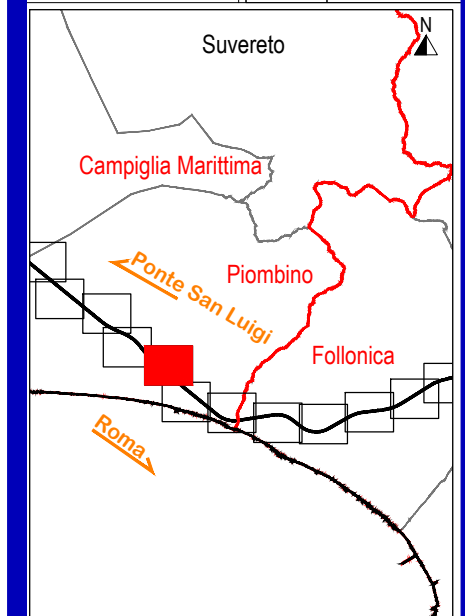 N
Suvereto
Campiglia Marittima
Ponte San Luigi
Piombino
Follonica
Roma